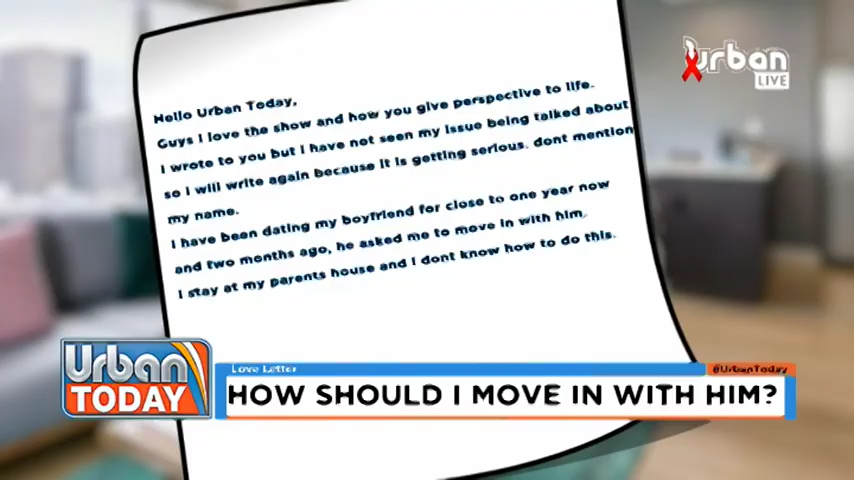 urban
LIVE
Hello Urban Today,
Guys I love the show and how you give perspective to life.
I wrote to you but I have not seen my issue being talked about
so I will write again because it is getting serious. dont mention
my name.
I have been dating my boyfriend for close to one year now
and two months ago, he asked me to move in with him.
I stay at my parents house and I dont know how to do this.
Urban
TODAY
Love Letter
#UrbanToday
HOW SHOULD I MOVE IN WITH HIM?